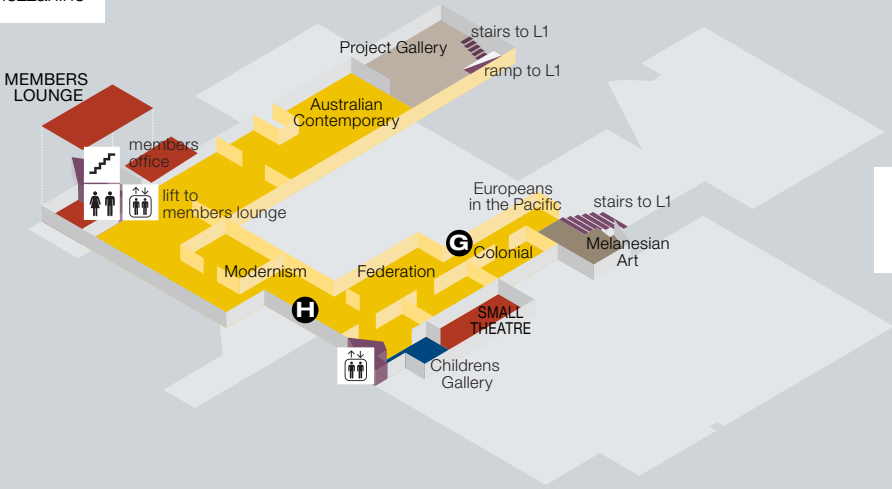 stairs to L1
Project Gallery
ramp to L1
MEMBERS
LOUNGE
Australian
Contemporary
members
office
lift to
members lounge
Europeans
in the Pacific
stairs to L1
G
Colonial
Melanesian
Art
Modernism
Federation
H
SMALL
THEATRE
Childrens
Gallery